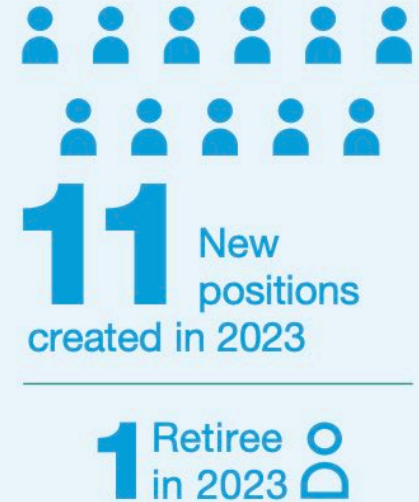 11 New
positions
created in 2023
1 Retiree
in 2023